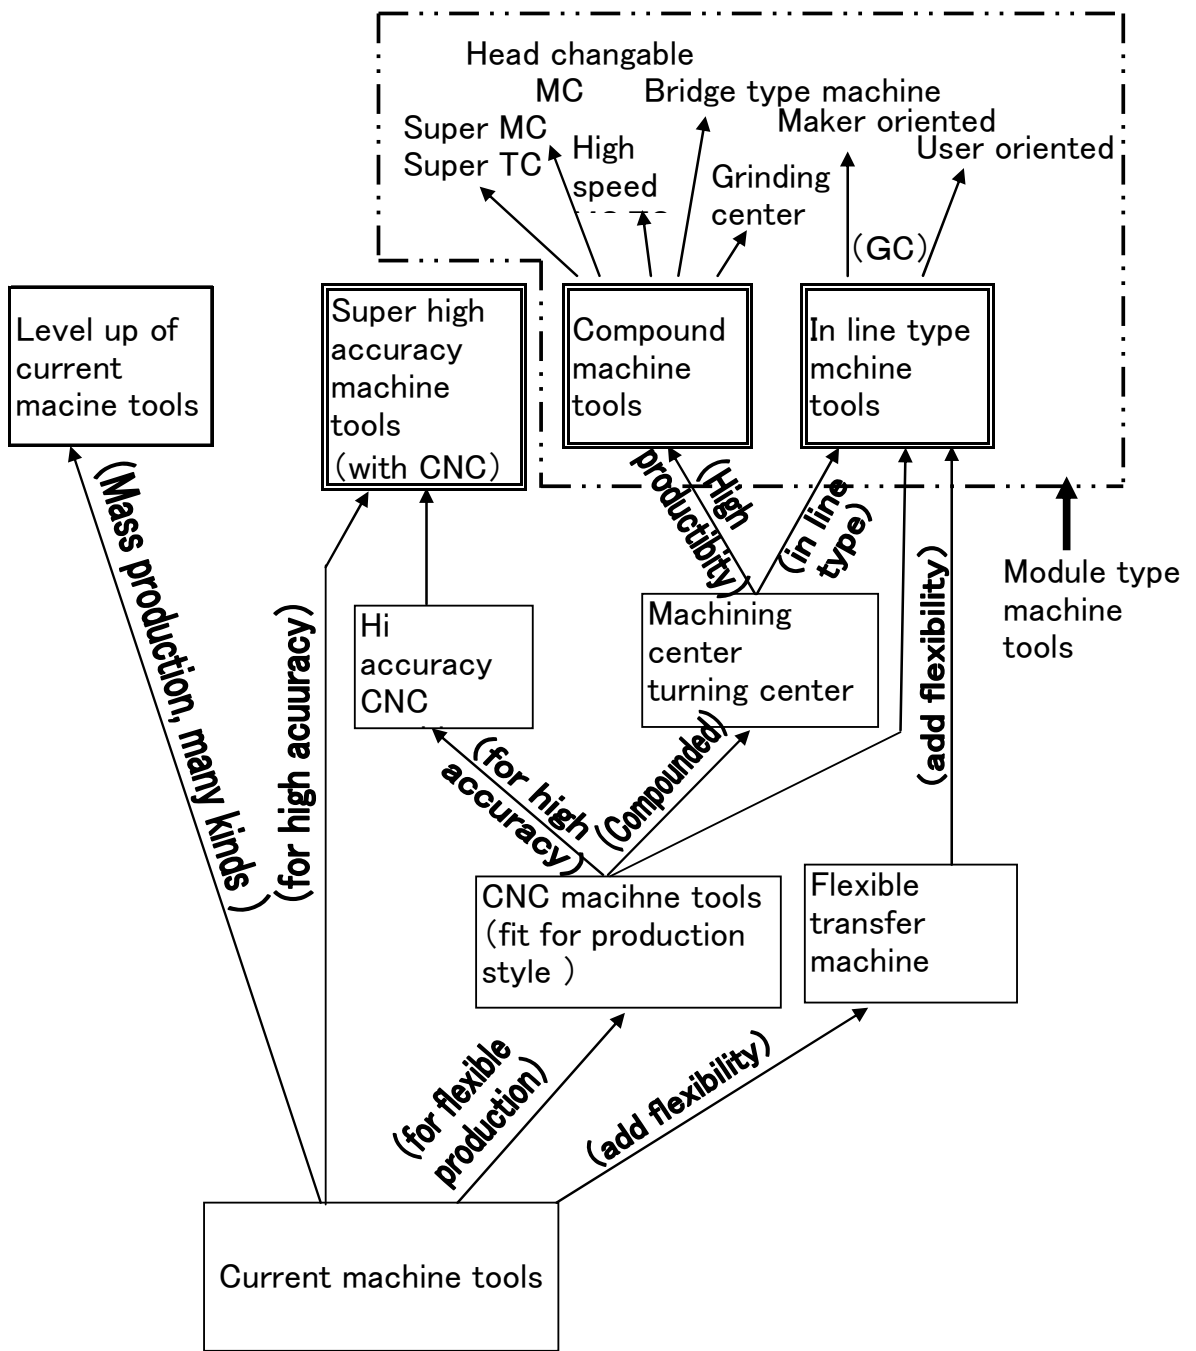 Head changable
MC
Bridge type machine
Super MC
Super TC
High
speed
Maker oriented
User oriented
Grinding
center
（GC）
Level up of
current
macine tools
Super high
accuracy
machine
tools
（with CNC）
Compound
machine
tools
In line type
mchine
tools
(Mass production, many kinds )
(for high acuuracy)
(High
productibity)
(in line
type)
(add flexibility)
Module type
machine
tools
Hi
accuracy
CNC
Machining
center
turning center
(for high
accuracy)
(Compounded)
CNC macihne tools
（fit for production
style ）
Flexible
transfer
machine
(for flexible
production)
(add flexibility)
Current machine tools